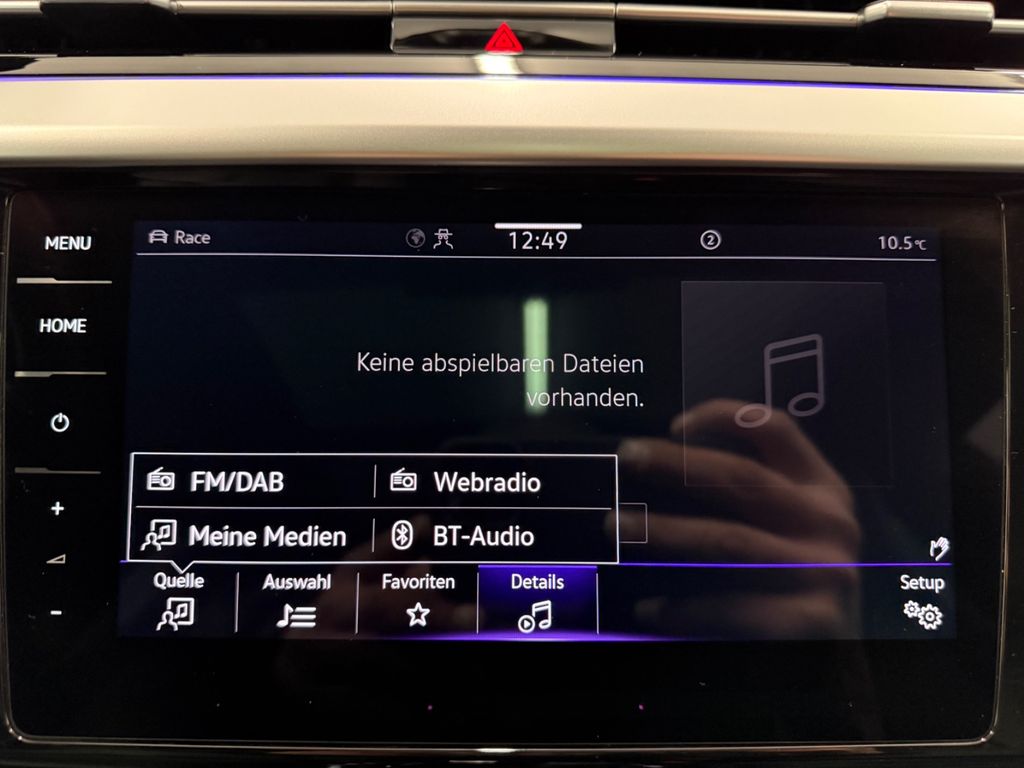 MENU
HOME
+
-
Race
12:49
2
10.5°C
Keine abspielbaren Dateien
vorhanden.
FM/DAB
Webradio
Meine Medien
BT-Audio
Quelle
Auswahl
Favoriten
Details
Setup